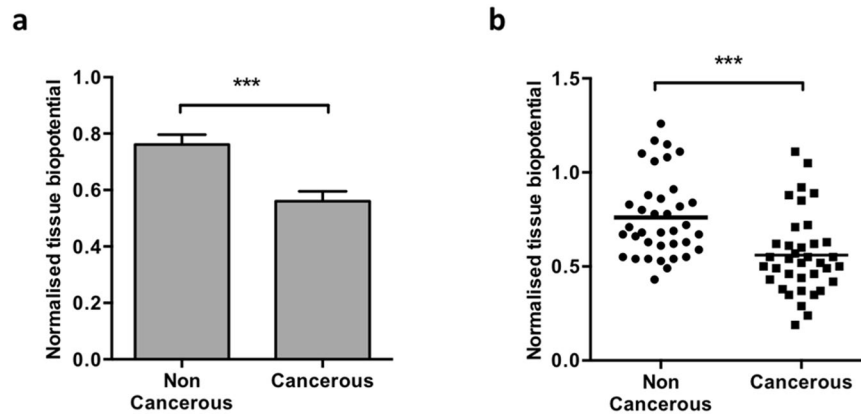 a
Normalised tissue biopotential
1.0
0.8
0.6
0.4
0.2
0.0
***
Non
Cancerous
Cancerous
b
Normalised tissue biopotential
1.5
1.0
0.5
0.0
***
Non
Cancerous
Cancerous